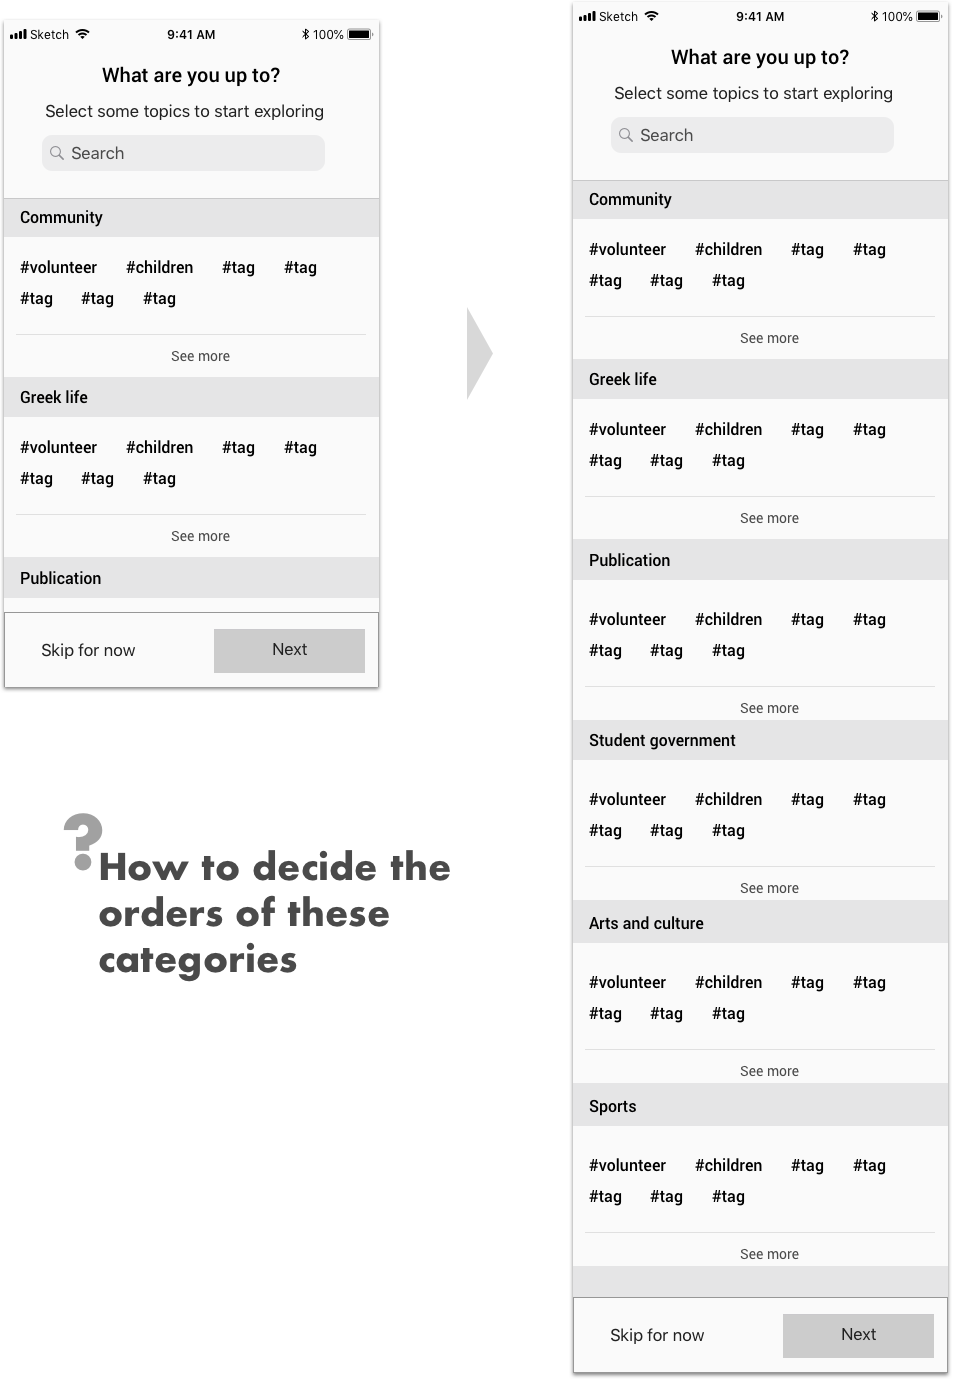 Sketch 9:41 AM 100%
What are you up to?
Select some topics to start exploring
Search
Community
#volunteer #children #tag #tag
#tag #tag #tag
See more
Greek life
#volunteer #children #tag #tag
#tag #tag #tag
See more
Publication
Skip for now Next
?
How to decide the
orders of these
categories
Sketch 9:41 AM 100%
What are you up to?
Select some topics to start exploring
Search
Community
#volunteer #children #tag #tag
#tag #tag #tag
See more
Greek life
#volunteer #children #tag #tag
#tag #tag #tag
See more
Publication
#volunteer #children #tag #tag
#tag #tag #tag
See more
Student government
#volunteer #children #tag #tag
#tag #tag #tag
See more
Arts and culture
#volunteer #children #tag #tag
#tag #tag #tag
See more
Sports
#volunteer #children #tag #tag
#tag #tag #tag
See more
Skip for now Next